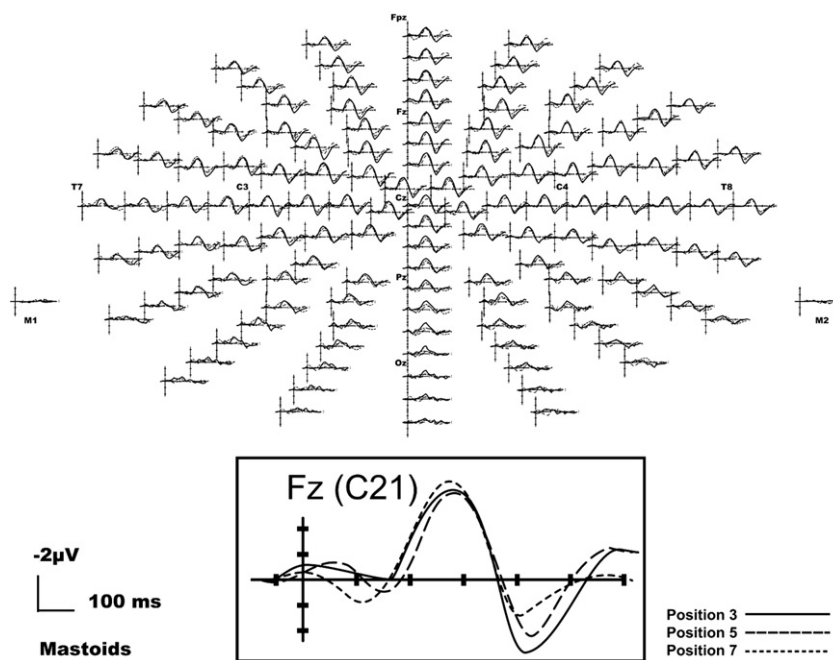 Fpz
Fz
T7 C3 Cz C4 T8
Pz
M1 M2
Oz
Fz (C21)
-2µV
100 ms
Mastoids
Position 3
Position 5
Position 7